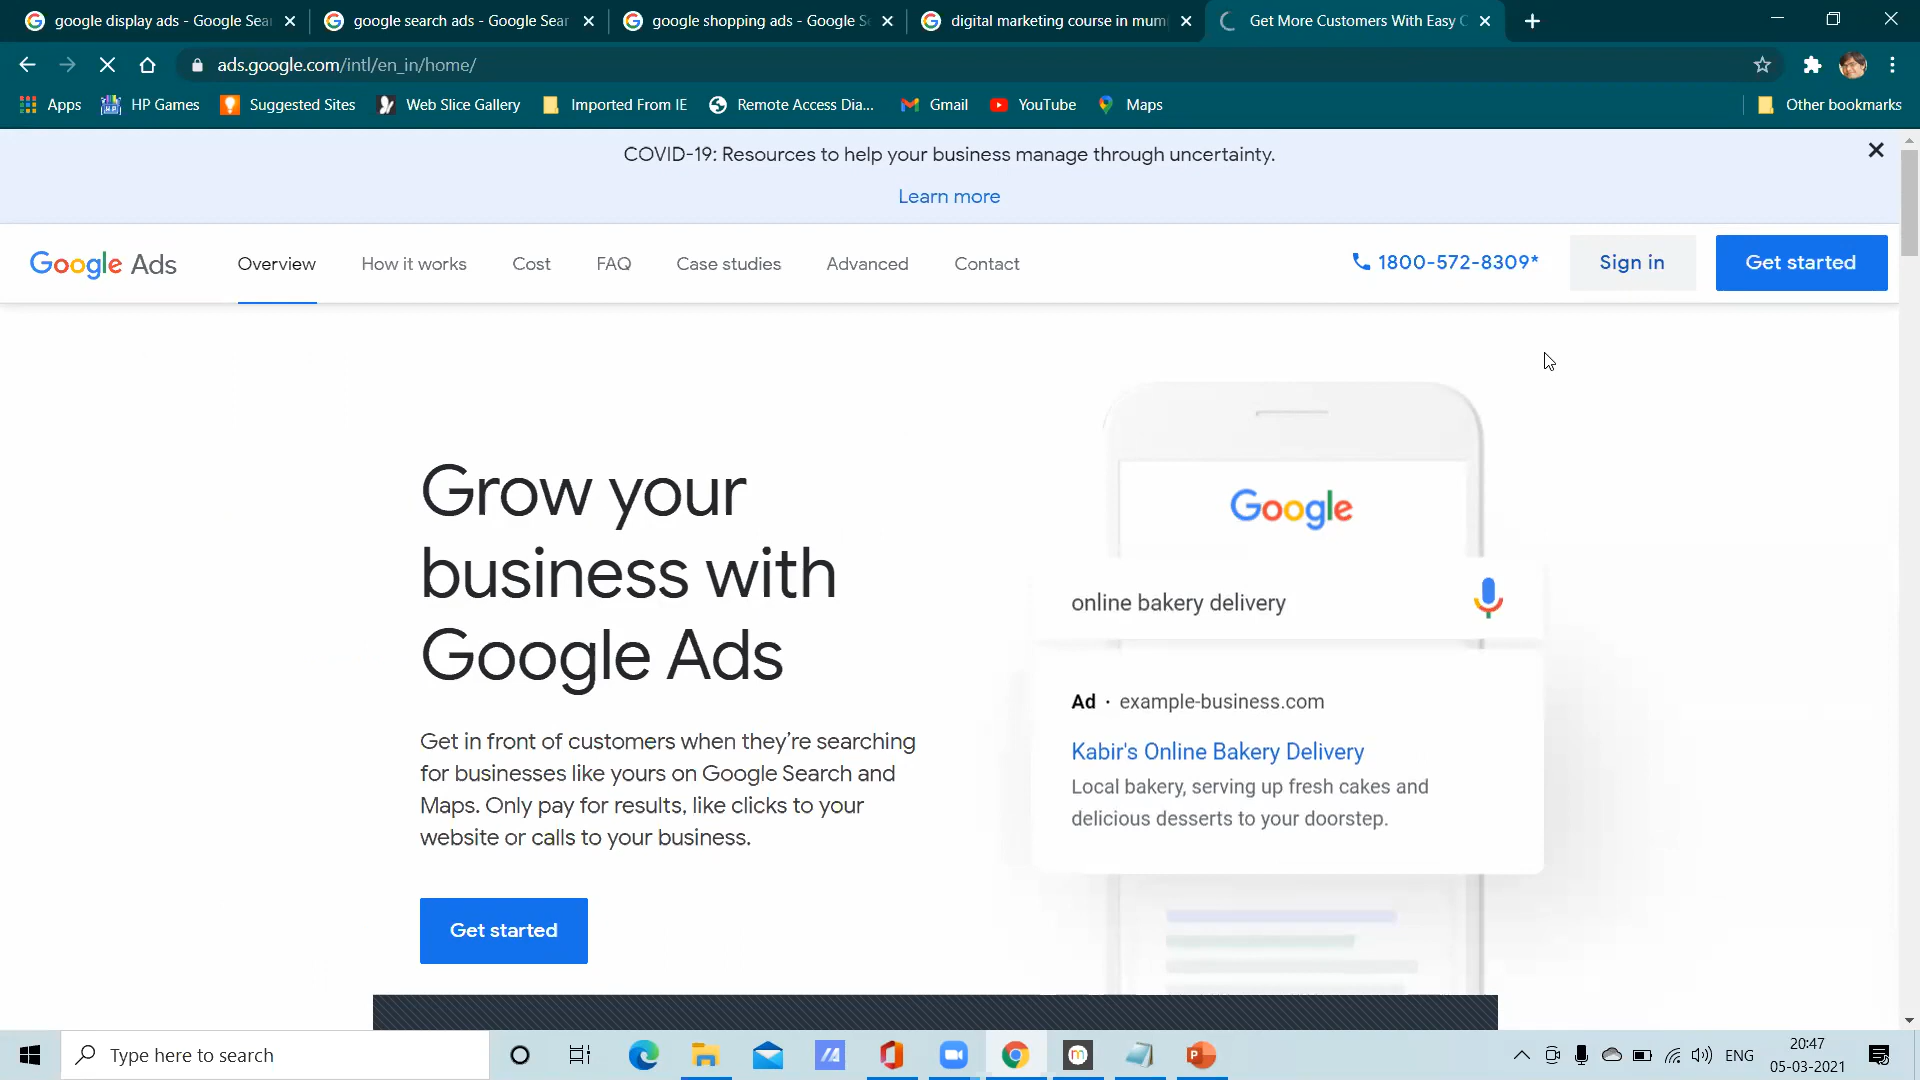 google display ads - Google Sea
google search ads - Google Sear
google shopping ads - Google Se
digital marketing course in mum
Get More Customers With Easy
ads.google.com/intl/en_in/home/
Apps
HP Games
Suggested Sites
Web Slice Gallery
Imported From IE
Remote Access Dia...
Gmail
YouTube
Maps
Other bookmarks
COVID-19: Resources to help your business manage through uncertainty.
Learn more
Google Ads
Overview
How it works
Cost
FAQ
Case studies
Advanced
Contact
1800-572-8309*
Sign in
Get started
Grow your
business with
Google Ads
Get in front of customers when they’re searching
for businesses like yours on Google Search and
Maps. Only pay for results, like clicks to your
website or calls to your business.
Get started
Google
online bakery delivery
Ad · example-business.com
Kabir's Online Bakery Delivery
Local bakery, serving up fresh cakes and
delicious desserts to your doorstep.
Type here to search
ENG
20:47
05-03-2021